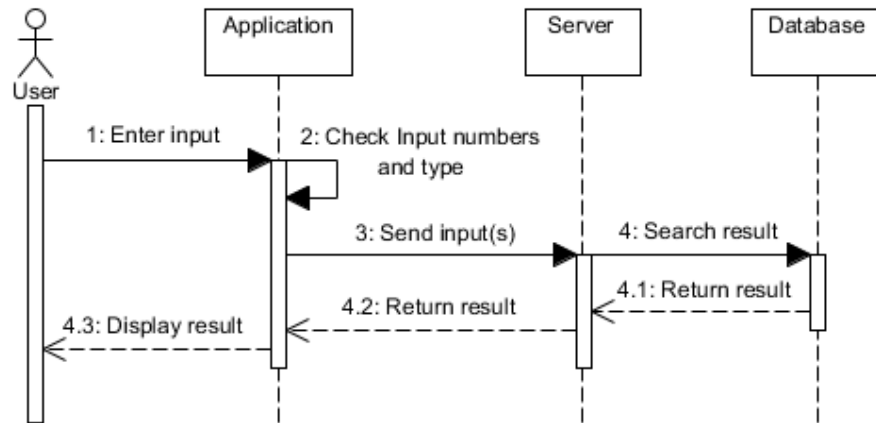 Application
Server
Database
User
1: Enter input
2: Check Input numbers
and type
3: Send input(s)
4: Search result
4.1: Return result
4.2: Return result
4.3: Display result